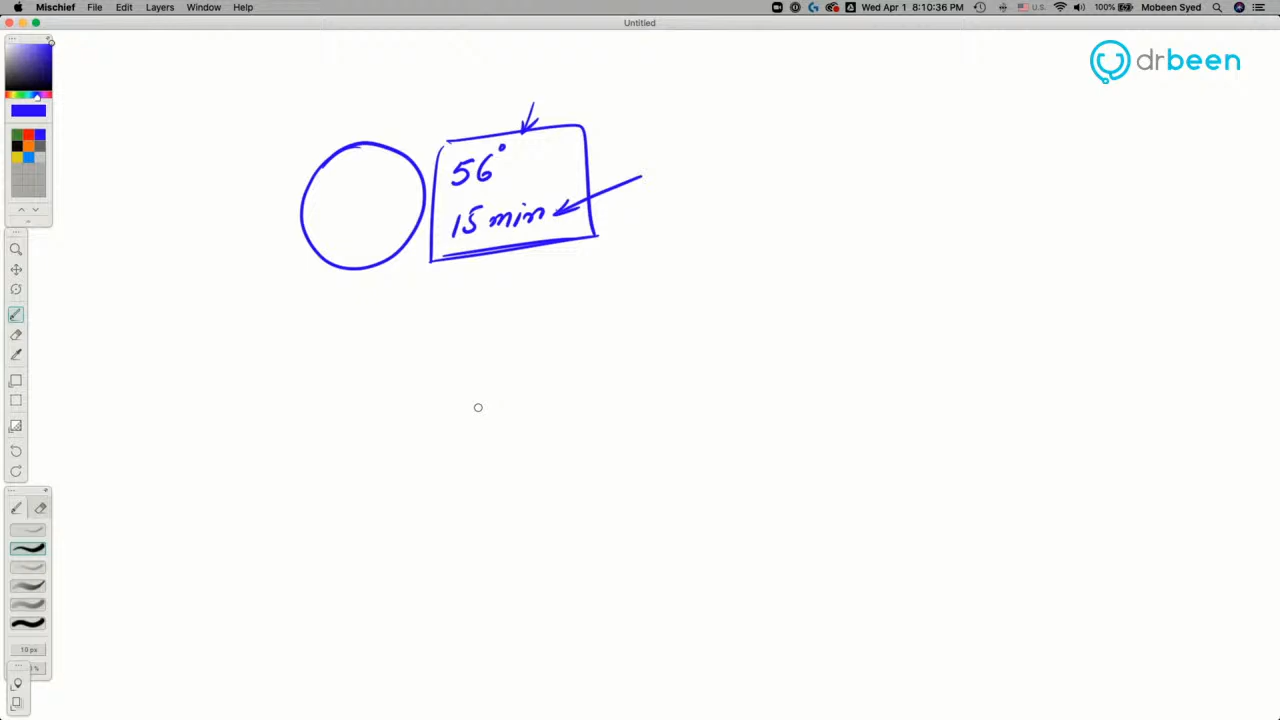 Mischief File Edit Layers Window Help U.S. 100% Wed Apr 1 8:10:36 PM Mobeen Syed
Untitled
drbeen
56°
15 min
10 px
%